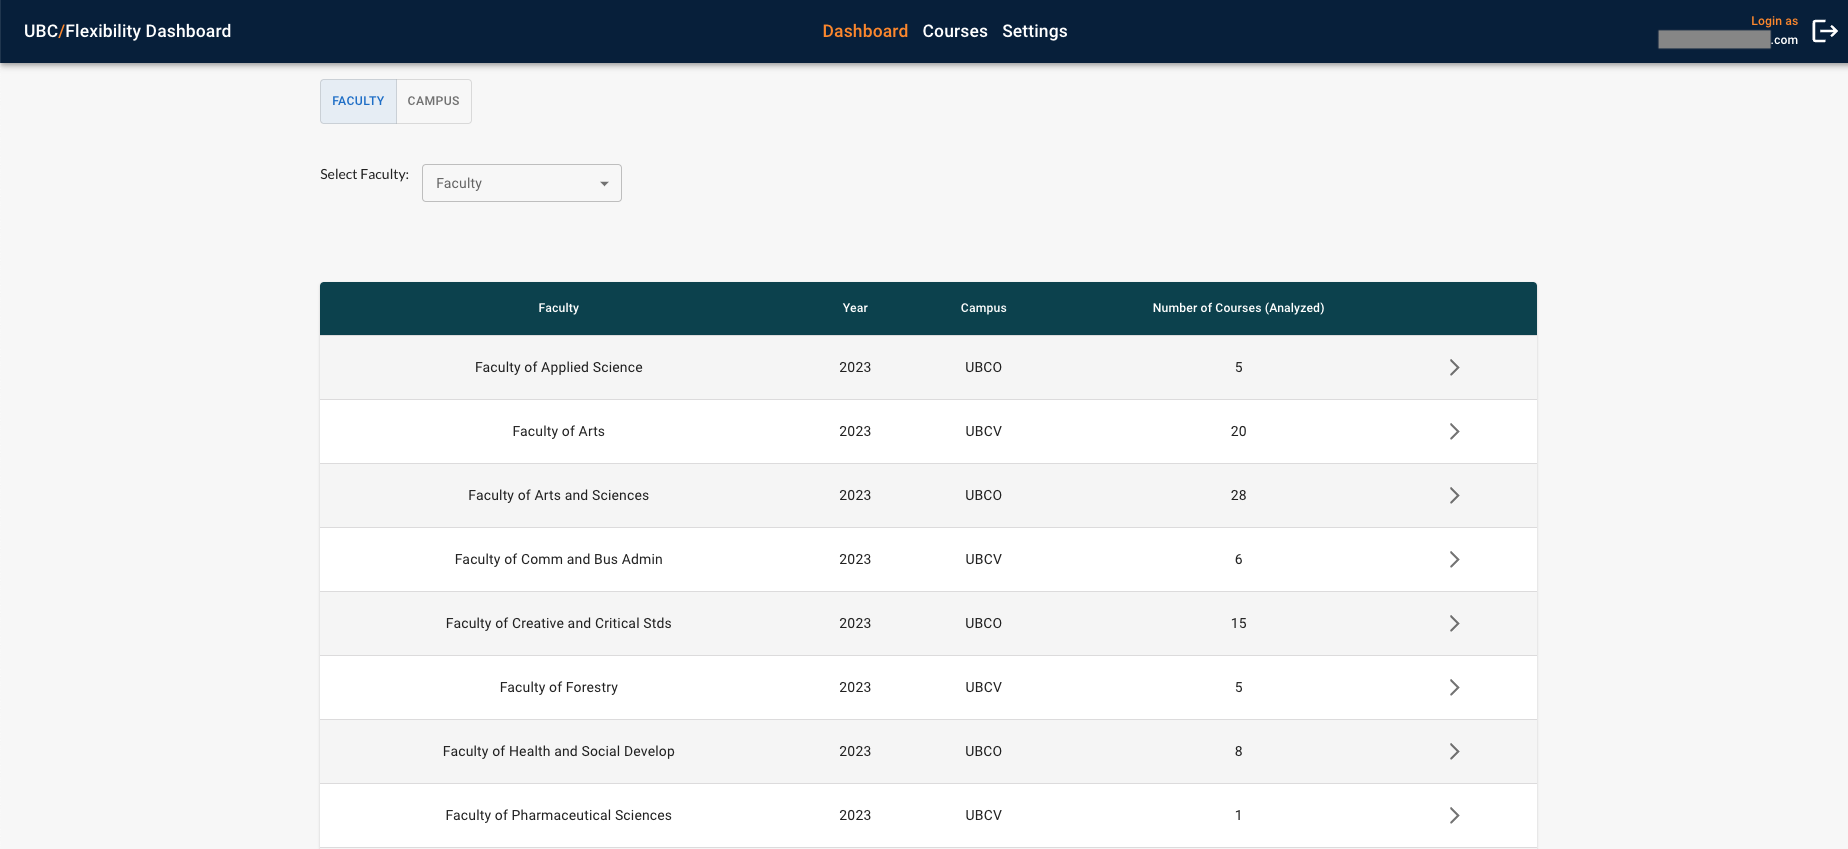 UBC/Flexibility Dashboard
Dashboard Courses Settings
Login as
.com
FACULTY CAMPUS
Select Faculty: Faculty
Faculty Year Campus Number of Courses (Analyzed)
Faculty of Applied Science 2023 UBCO 5
Faculty of Arts 2023 UBCV 20
Faculty of Arts and Sciences 2023 UBCO 28
Faculty of Comm and Bus Admin 2023 UBCV 6
Faculty of Creative and Critical Stds 2023 UBCO 15
Faculty of Forestry 2023 UBCV 5
Faculty of Health and Social Develop 2023 UBCO 8
Faculty of Pharmaceutical Sciences 2023 UBCV 1